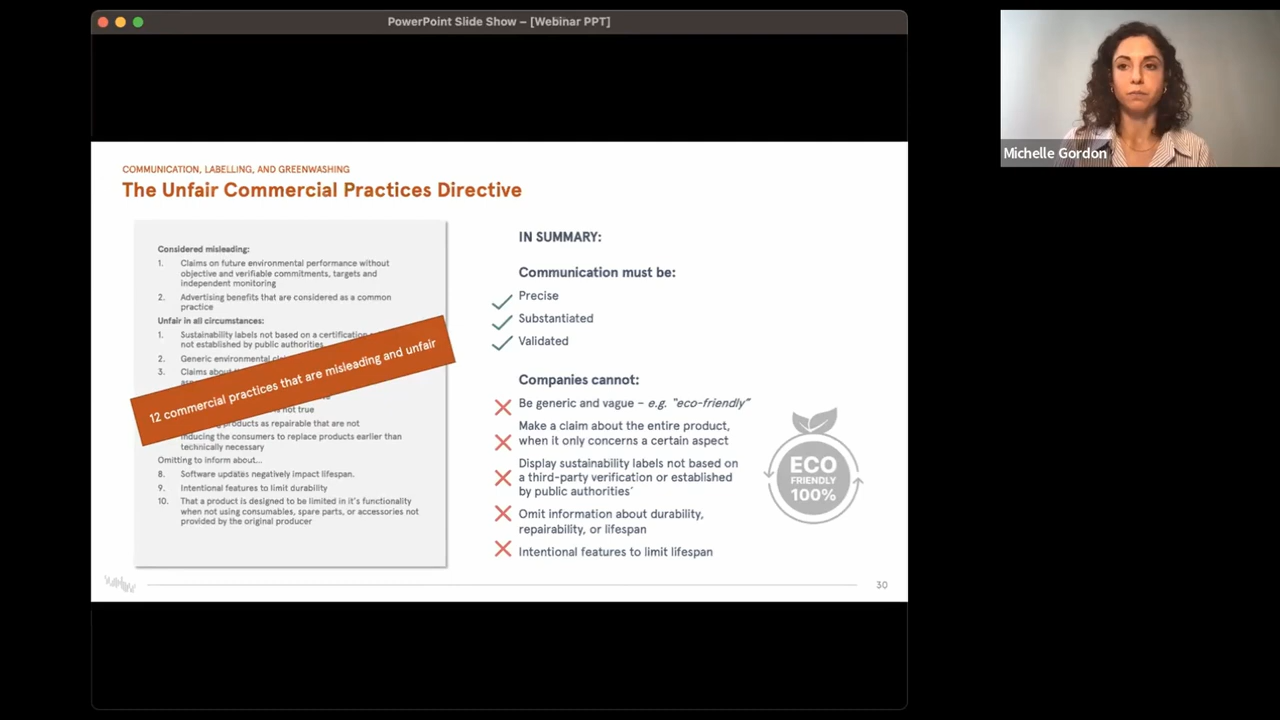 PowerPoint Slide Show – [Webinar PPT]
Michelle Gordon
COMMUNICATION, LABELLING, AND GREENWASHING
The Unfair Commercial Practices Directive
Considered misleading:
1. Claims on future environmental performance without
objective and verifiable commitments, targets and
independent monitoring
2. Advertising benefits that are considered as a common
practice
Unfair in all circumstances:
1. Sustainability labels not based on a certification
not established by public authorities
2. Generic environmental
3. Claims about
12 commercial practices that are misleading and unfair
not true
products as repairable that are not
inducing the consumers to replace products earlier than
technically necessary
Omitting to inform about...
8. Software updates negatively impact lifespan.
9. Intentional features to limit durability
10. That a product is designed to be limited in it's functionality
when not using consumables, spare parts, or accessories not
provided by the original producer
IN SUMMARY:
Communication must be:
Precise
Substantiated
Validated
Companies cannot:
Be generic and vague – e.g. “eco-friendly”
Make a claim about the entire product,
when it only concerns a certain aspect
Display sustainability labels not based on
a third-party verification or established
by public authorities’
Omit information about durability,
repairability, or lifespan
Intentional features to limit lifespan
ECO
FRIENDLY
100%
30